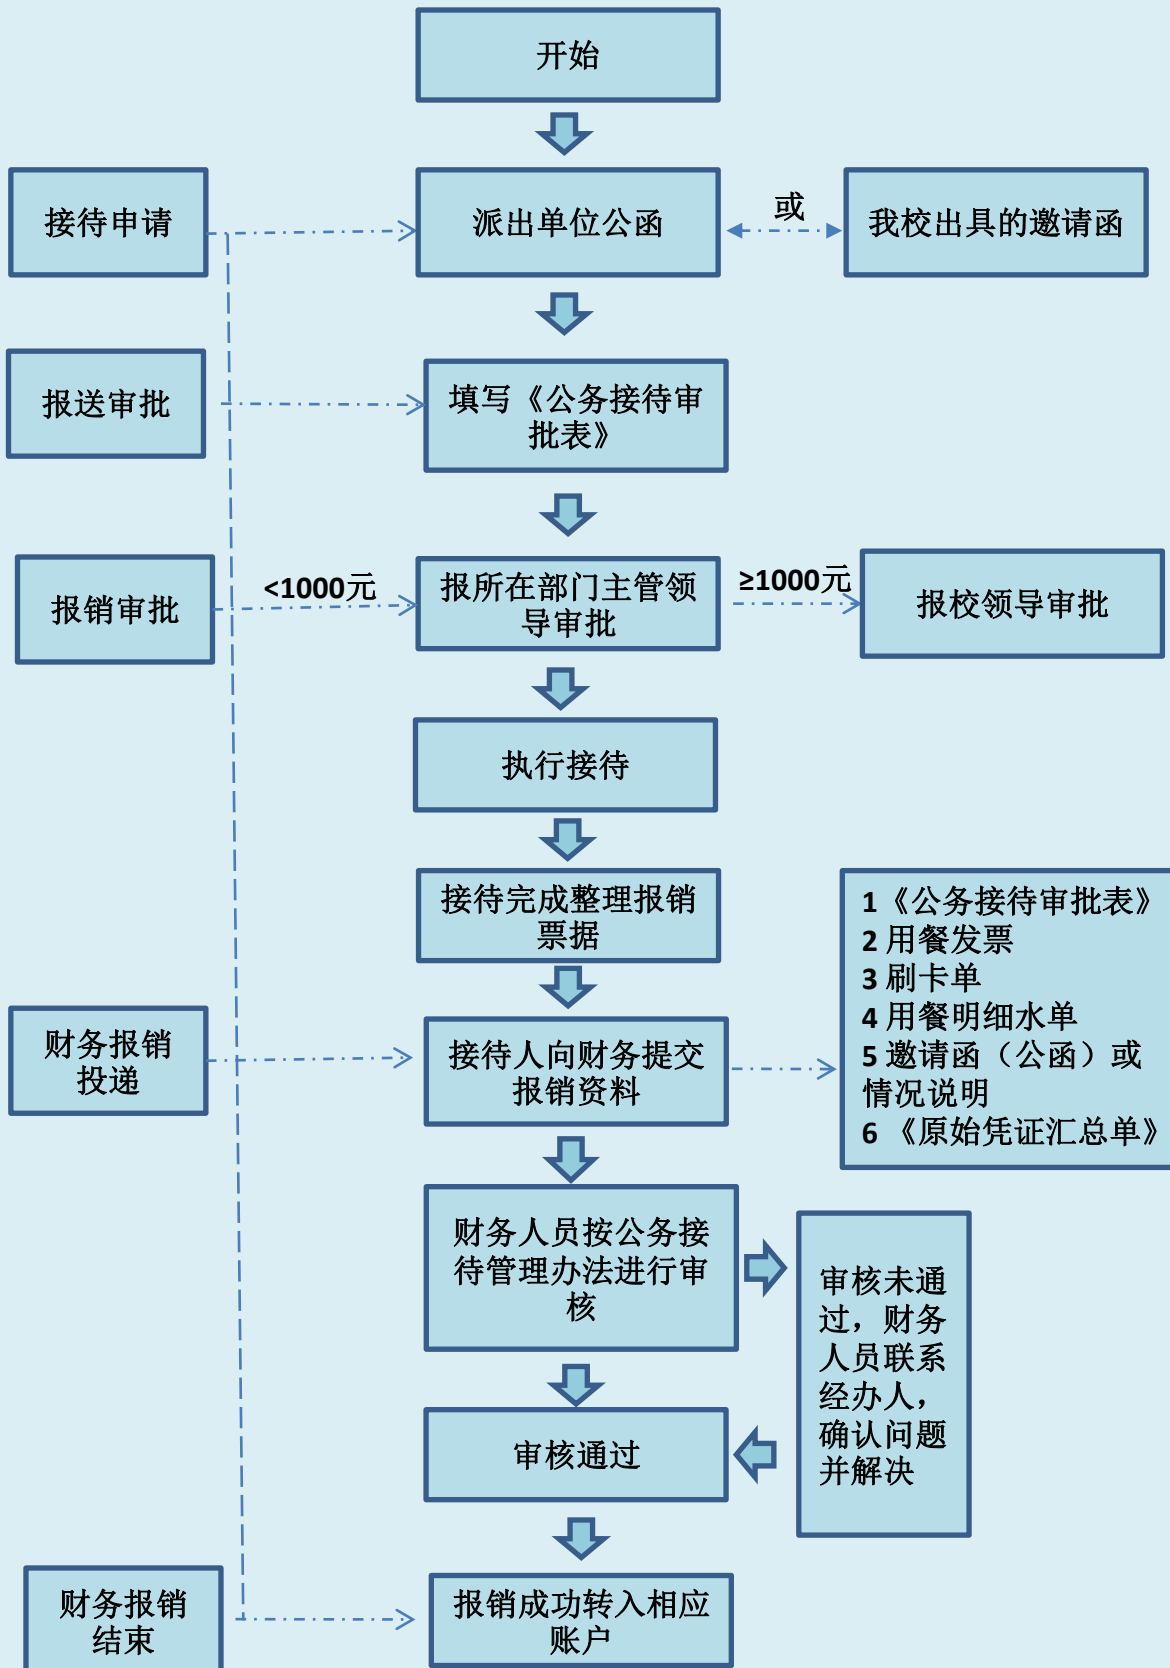 开始
接待申请
派出单位公函
或
我校出具的邀请函
报送审批
填写《公务接待审
批表》
报销审批
<1000元
报所在部门主管领
导审批
≥1000元
报校领导审批
执行接待
接待完成整理报销
票据
1《公务接待审批表》
2 用餐发票
3 刷卡单
4 用餐明细水单
5 邀请函（公函）或
情况说明
6 《原始凭证汇总单》
财务报销
投递
接待人向财务提交
报销资料
财务人员按公务接
待管理办法进行审
核
审核未通
过，财务
人员联系
经办人，
确认问题
并解决
审核通过
财务报销
结束
报销成功转入相应
账户